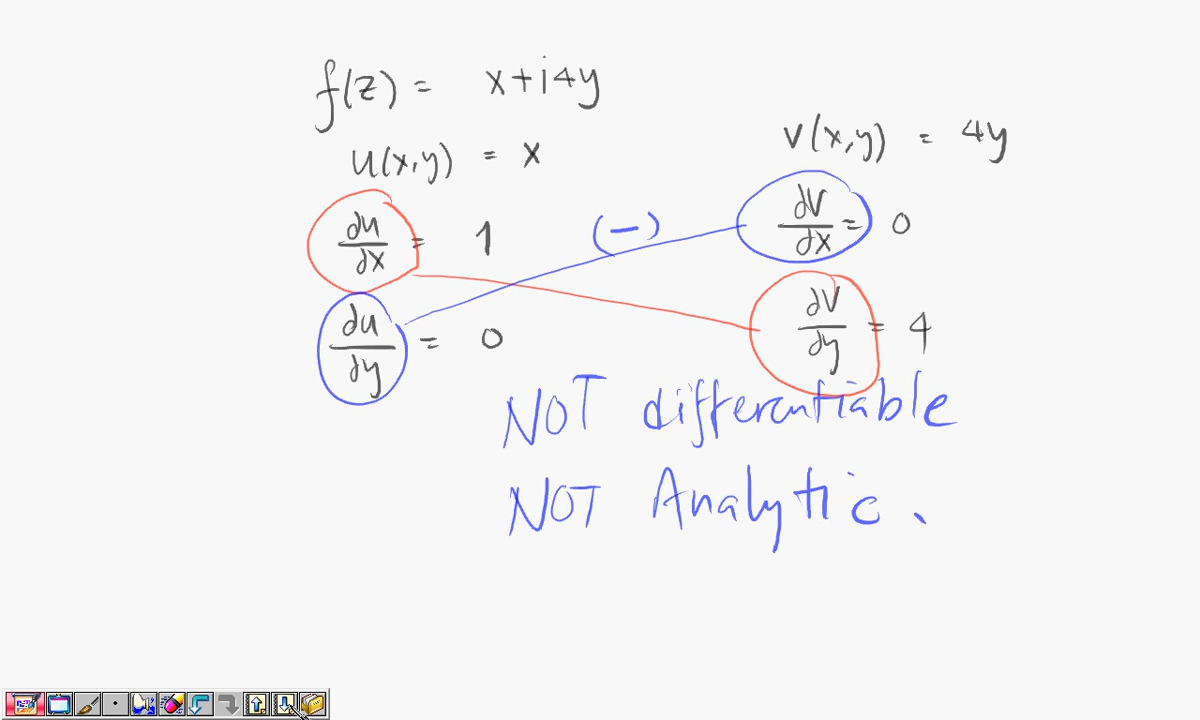 f(z) = x+i4y
u(x,y) = x
v(x,y) = 4y
∂u/∂x = 1
(−)
∂v/∂x = 0
∂u/∂y = 0
∂v/∂y = 4
NOT differentiable
NOT Analytic.